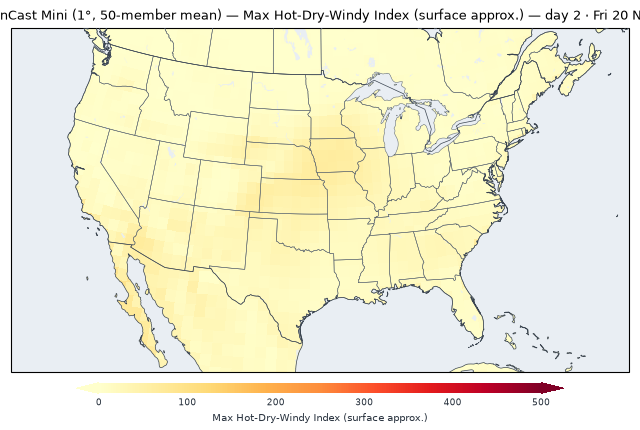 nCast Mini (1°, 50-member mean) — Max Hot-Dry-Windy Index (surface approx.) — day 2 · Fri 20 N
0 100 200 300 400 500
Max Hot-Dry-Windy Index (surface approx.)